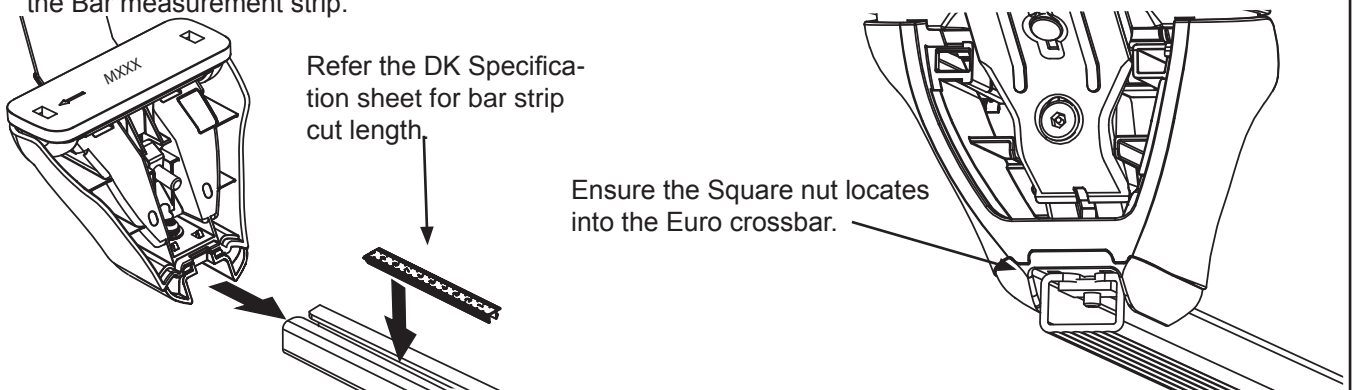 the Bar measurement strip.
MXXX
Refer the DK Specifica-
tion sheet for bar strip
cut length.
Ensure the Square nut locates
into the Euro crossbar.